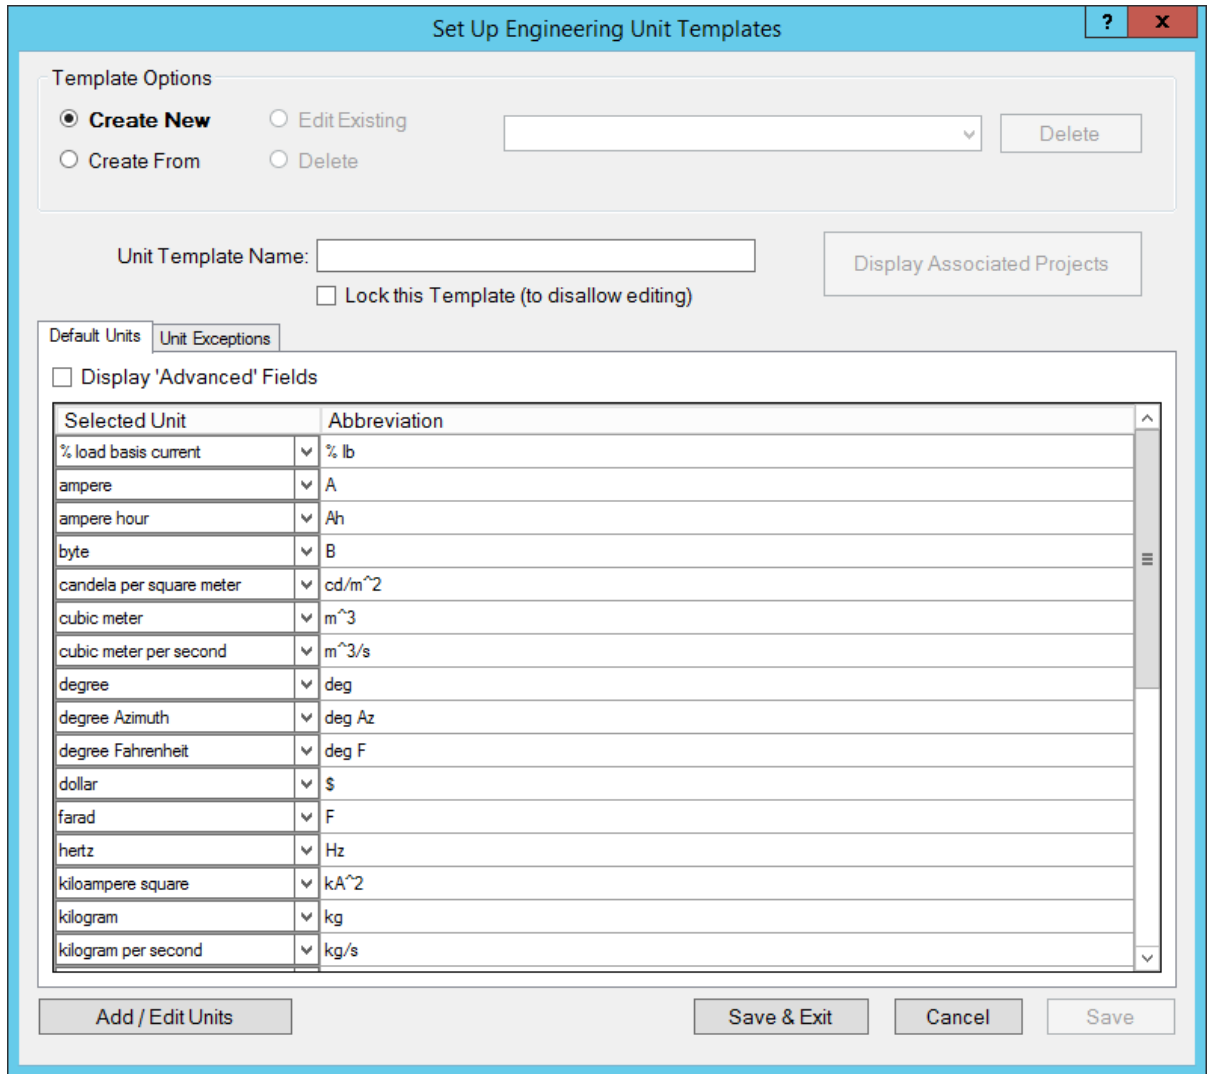 Set Up Engineering Unit Templates
?
x
Template Options
Create New
Edit Existing
Delete
Create From
Delete
Unit Template Name:
Display Associated Projects
Lock this Template (to disallow editing)
Default Units
Unit Exceptions
Display 'Advanced' Fields
Selected Unit Abbreviation
% load basis current % lb
ampere A
ampere hour Ah
byte B
candela per square meter cd/m^2
cubic meter m^3
cubic meter per second m^3/s
degree deg
degree Azimuth deg Az
degree Fahrenheit deg F
dollar $
farad F
hertz Hz
kiloampere square kA^2
kilogram kg
kilogram per second kg/s
Add / Edit Units
Save & Exit
Cancel
Save